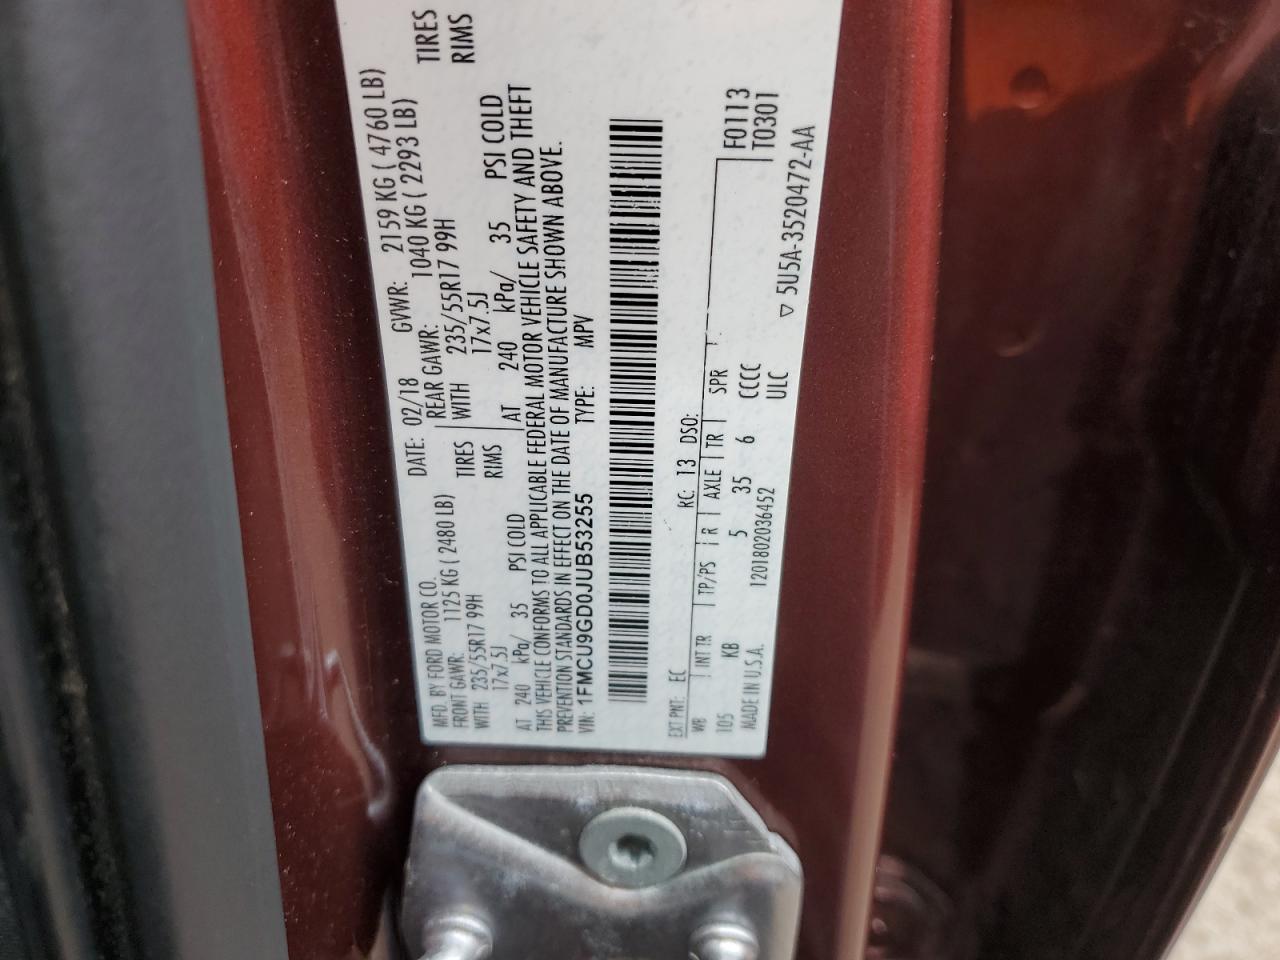 MFD. BY FORD MOTOR CO. DATE: 02/18 GVWR: 2159 KG ( 4760 LB)
FRONT GAWR: 1125 KG ( 2480 LB) REAR GAWR: 1040 KG ( 2293 LB)
WITH 235/55R17 99H TIRES WITH 235/55R17 99H TIRES
17x7.5J RIMS 17x7.5J RIMS
AT 240 kPa/ 35 PSI COLD AT 240 kPa/ 35 PSI COLD
THIS VEHICLE CONFORMS TO ALL APPLICABLE FEDERAL MOTOR VEHICLE SAFETY AND THEFT
PREVENTION STANDARDS IN EFFECT ON THE DATE OF MANUFACTURE SHOWN ABOVE.
VIN: 1FMCU9GD0JUB53255 TYPE: MPV
EXT PNT: EC RC: 13 DSO:
WB INT TR TP/PS R AXLE TR SPR F0113
105 KB 5 35 6 CCCC T0301
MADE IN U.S.A. 1201802036452 ULC
▽ 5U5A-3520472-AA